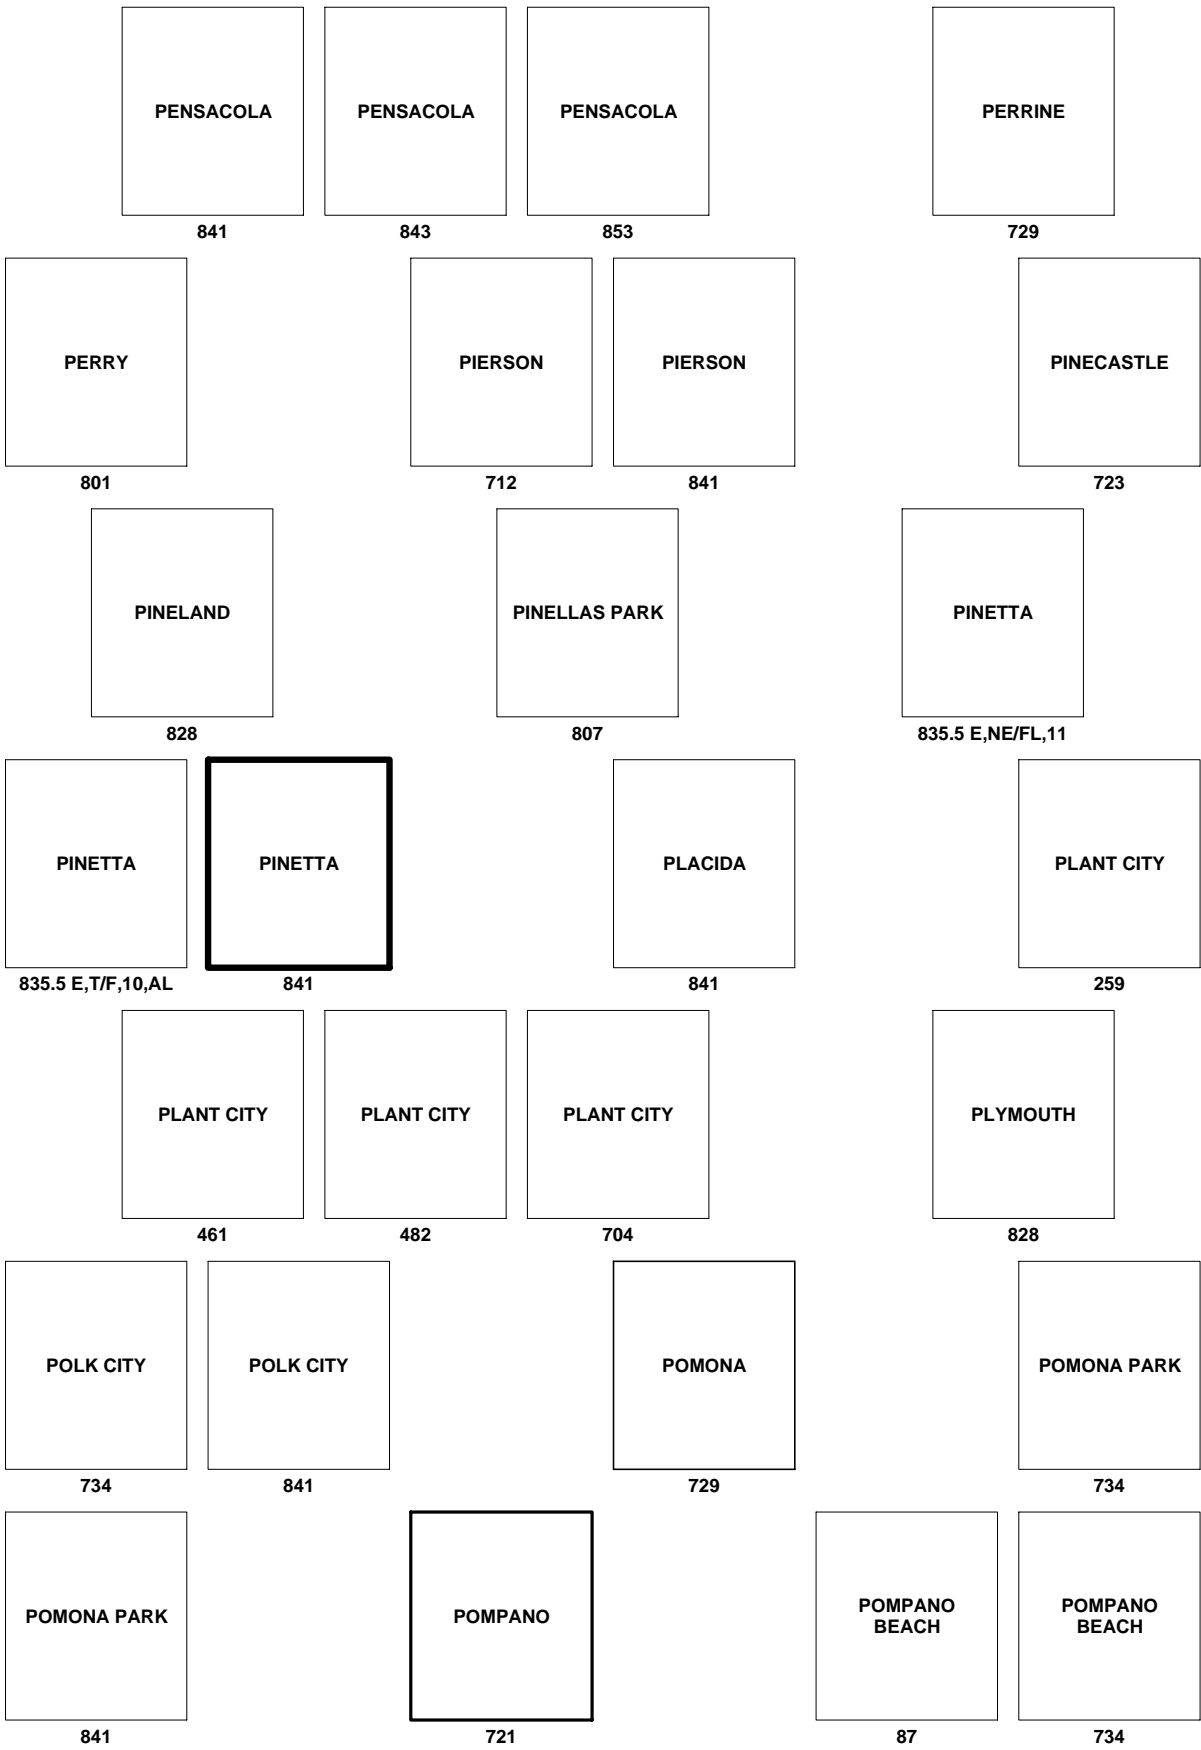 PENSACOLA
PENSACOLA
PENSACOLA
PERRINE
841
843
853
729
PERRY
PIERSON
PIERSON
PINECASTLE
801
712
841
723
PINELAND
PINELLAS PARK
PINETTA
828
807
835.5 E,NE/FL,11
PINETTA
PINETTA
PLACIDA
PLANT CITY
835.5 E,T/F,10,AL
841
841
259
PLANT CITY
PLANT CITY
PLANT CITY
PLYMOUTH
461
482
704
828
POLK CITY
POLK CITY
POMONA
POMONA PARK
734
841
729
734
POMONA PARK
POMPANO
POMPANO
BEACH
POMPANO
BEACH
841
721
87
734